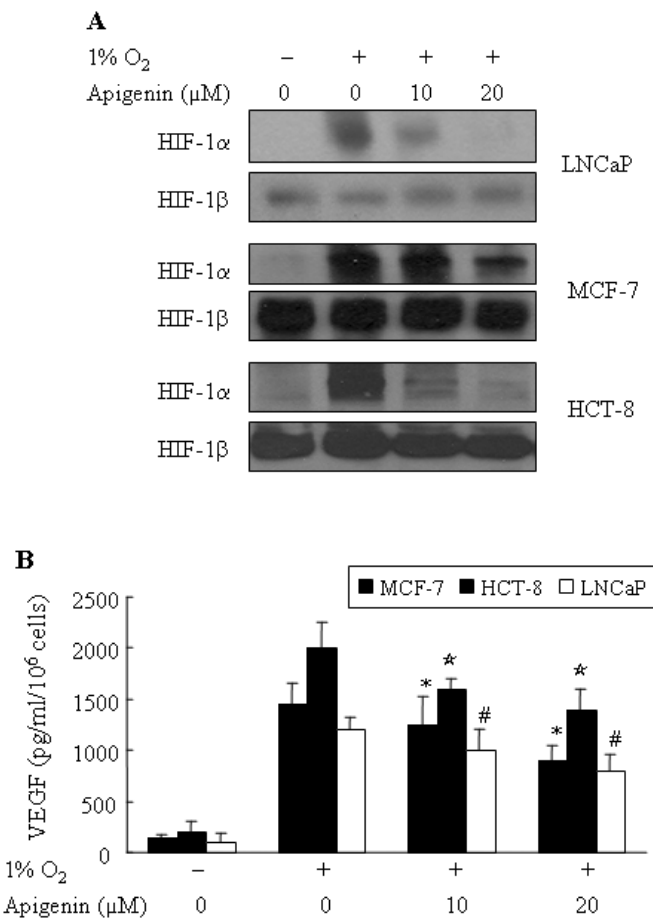 A
1% O₂ – + + +
Apigenin (µM) 0 0 10 20
HIF-1α
LNCaP
HIF-1β
HIF-1α
MCF-7
HIF-1β
HIF-1α
HCT-8
HIF-1β
B
MCF-7 HCT-8 LNCaP
VEGF (pg/ml/10⁶ cells)
2500
2000
1500
1000
500
0
* ☆ #
* ☆ #
1% O₂ – + + +
Apigenin (µM) 0 0 10 20